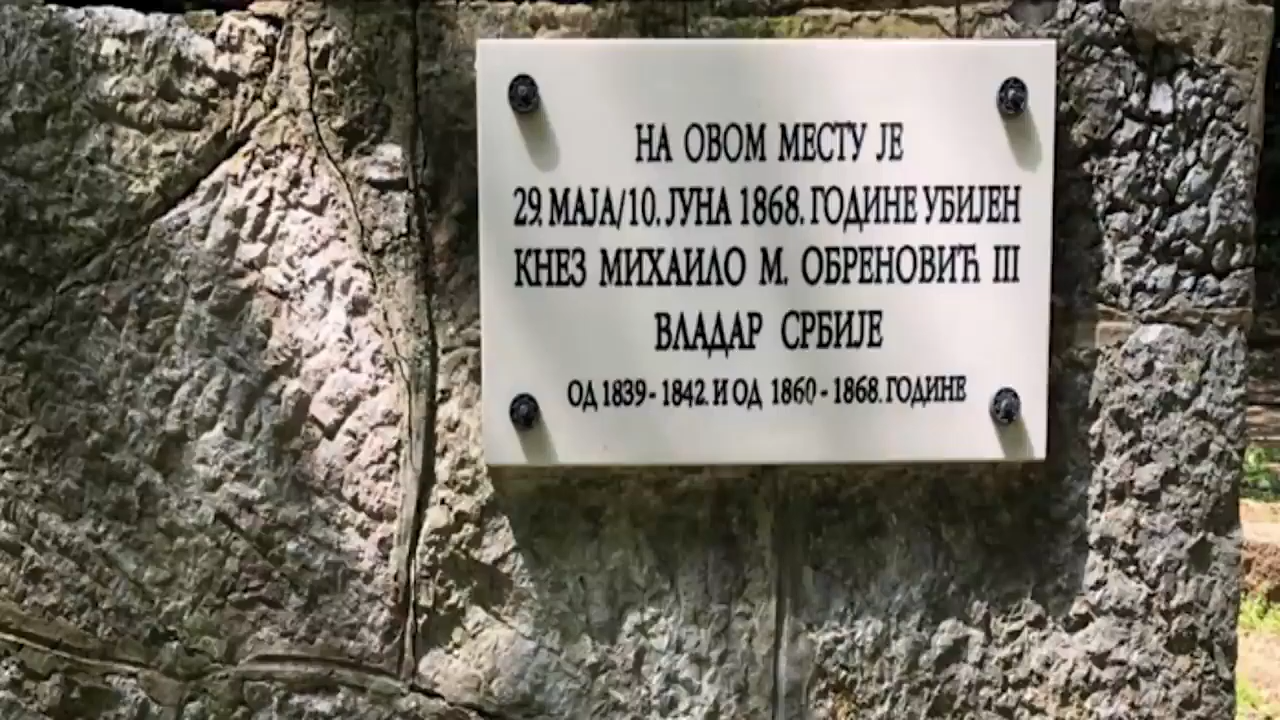 НА ОВОМ МЕСТУ ЈЕ
29. МАЈА/10. ЈУНА 1868. ГОДИНЕ УБИЈЕН
КНЕЗ МИХАИЛО М. ОБРЕНОВИЋ III
ВЛАДАР СРБИЈЕ
ОД 1839 - 1842. И ОД 1860 - 1868. ГОДИНЕ